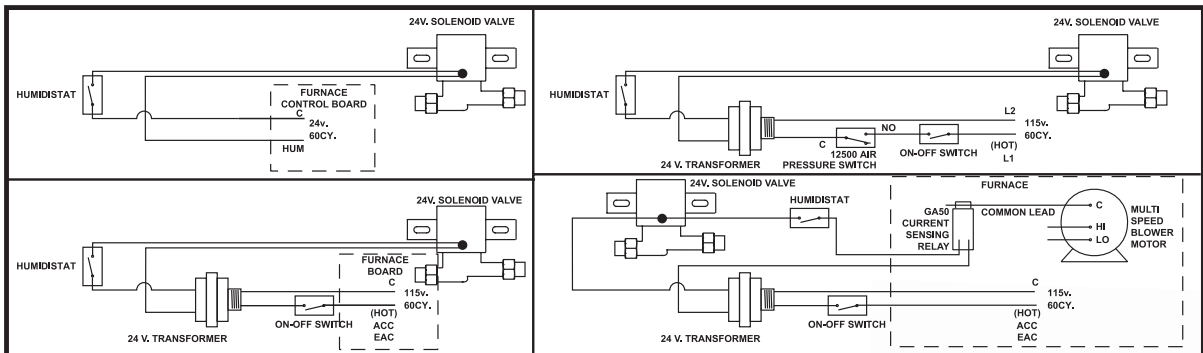 24V. SOLENOID VALVE
HUMIDISTAT
FURNACE
CONTROL BOARD
C
24v.
60CY.
HUM
24V. SOLENOID VALVE
HUMIDISTAT
L2
115v.
60CY.
(HOT)
L1
NO
C
12500 AIR
PRESSURE SWITCH
ON-OFF SWITCH
24 V. TRANSFORMER
24V. SOLENOID VALVE
HUMIDISTAT
FURNACE
BOARD
C
115v.
60CY.
(HOT)
ACC
EAC
ON-OFF SWITCH
24 V. TRANSFORMER
24V. SOLENOID VALVE
HUMIDISTAT
FURNACE
GA50
CURRENT
SENSING
RELAY
COMMON LEAD
C
HI
LO
MULTI
SPEED
BLOWER
MOTOR
C
115v.
60CY.
(HOT)
ACC
EAC
ON-OFF SWITCH
24 V. TRANSFORMER